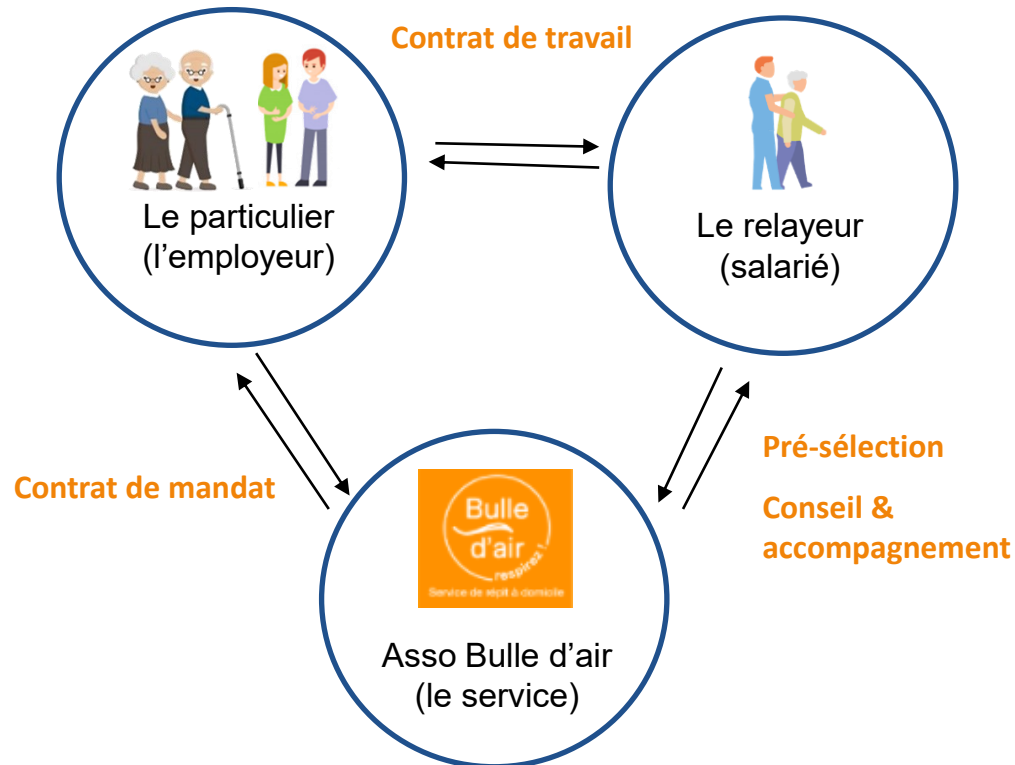 Contrat de travail
Le particulier
(l'employeur)
Le relayeur
(salarié)
Contrat de mandat
Pré-sélection
Conseil &
accompagnement
Bulle
d'air
respirez !
Service de répit à domicile
Asso Bulle d'air
(le service)